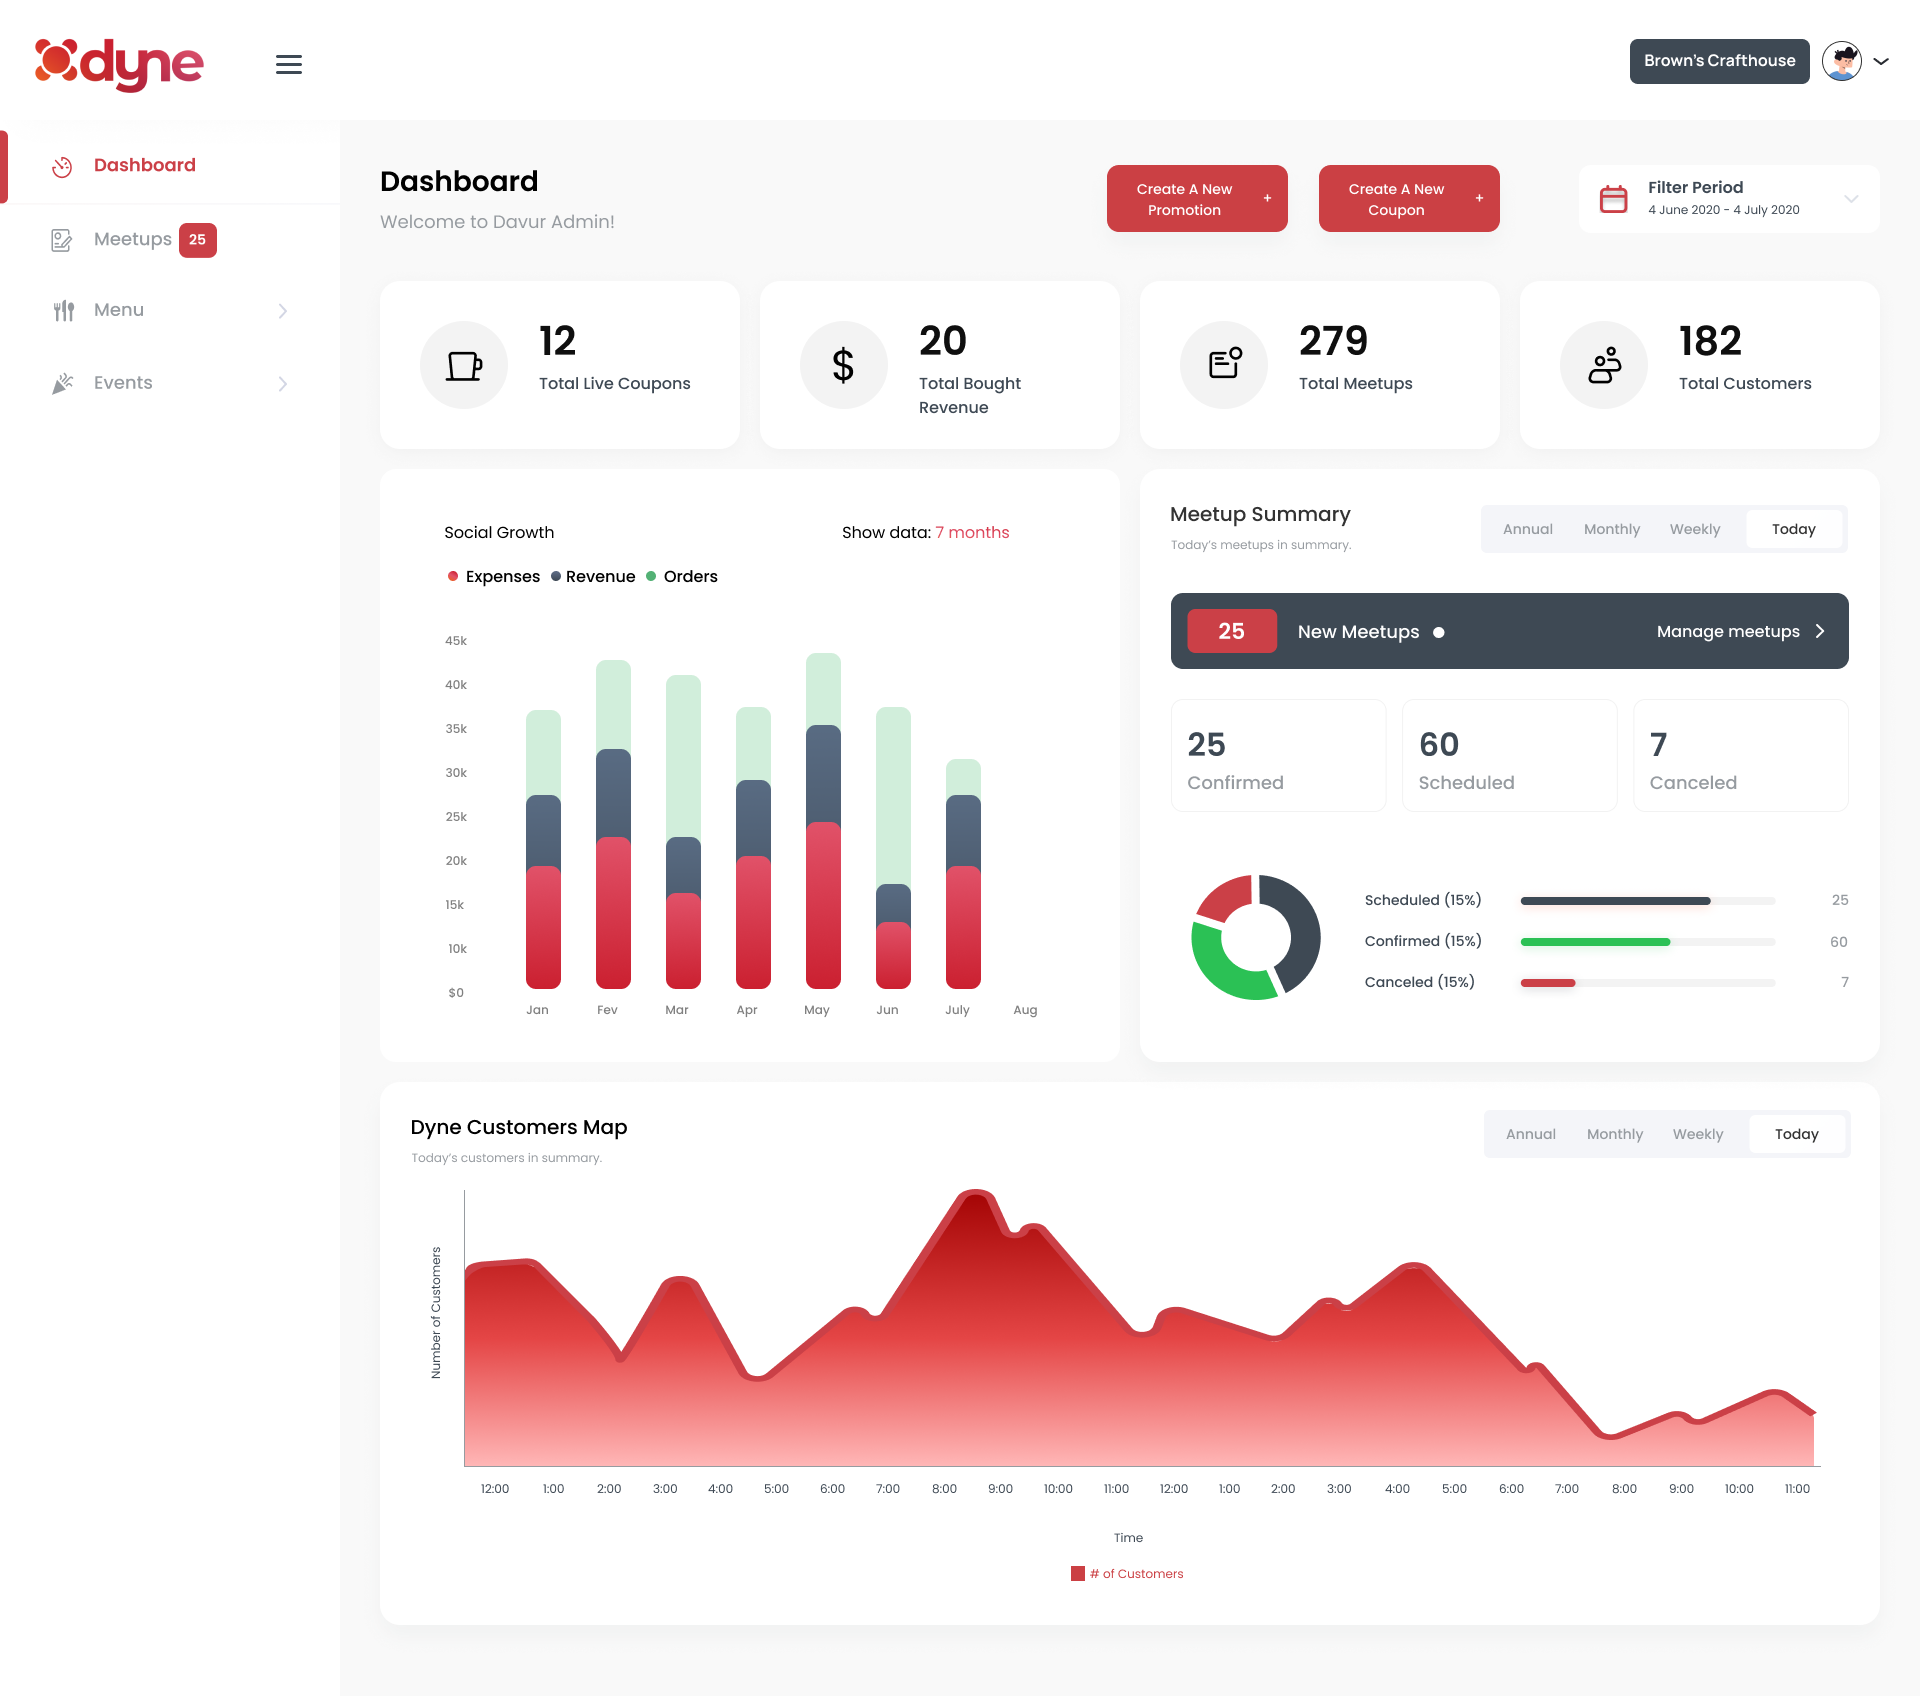 dyne
Brown's Crafthouse
Dashboard
Meetups 25
Menu
Events
Dashboard
Welcome to Davur Admin!
Create A New
Promotion
+
Create A New
Coupon
+
Filter Period
4 June 2020 - 4 July 2020
12
Total Live Coupons
$
20
Total Bought
Revenue
279
Total Meetups
182
Total Customers
Social Growth
Show data: 7 months
Expenses Revenue Orders
45k
40k
35k
30k
25k
20k
15k
10k
$0
Jan Fev Mar Apr May Jun July Aug
Meetup Summary
Today's meetups in summary.
Annual Monthly Weekly Today
25 New Meetups
Manage meetups
25
Confirmed
60
Scheduled
7
Canceled
Scheduled (15%) 25
Confirmed (15%) 60
Canceled (15%) 7
Dyne Customers Map
Today's customers in summary.
Annual Monthly Weekly Today
Number of Customers
12:00 1:00 2:00 3:00 4:00 5:00 6:00 7:00 8:00 9:00 10:00 11:00 12:00 1:00 2:00 3:00 4:00 5:00 6:00 7:00 8:00 9:00 10:00 11:00
Time
# of Customers